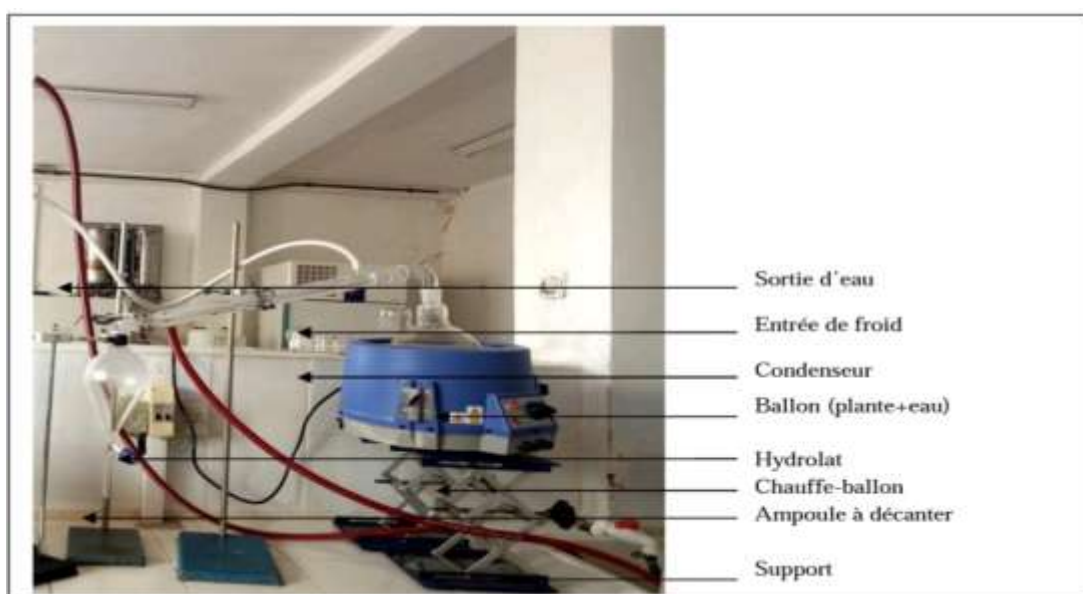 Sortie d'eau
Entrée de froid
Condenseur
Ballon (plante+eau)
Hydrolat
Chauffe-ballon
Ampoule à décanter
Support